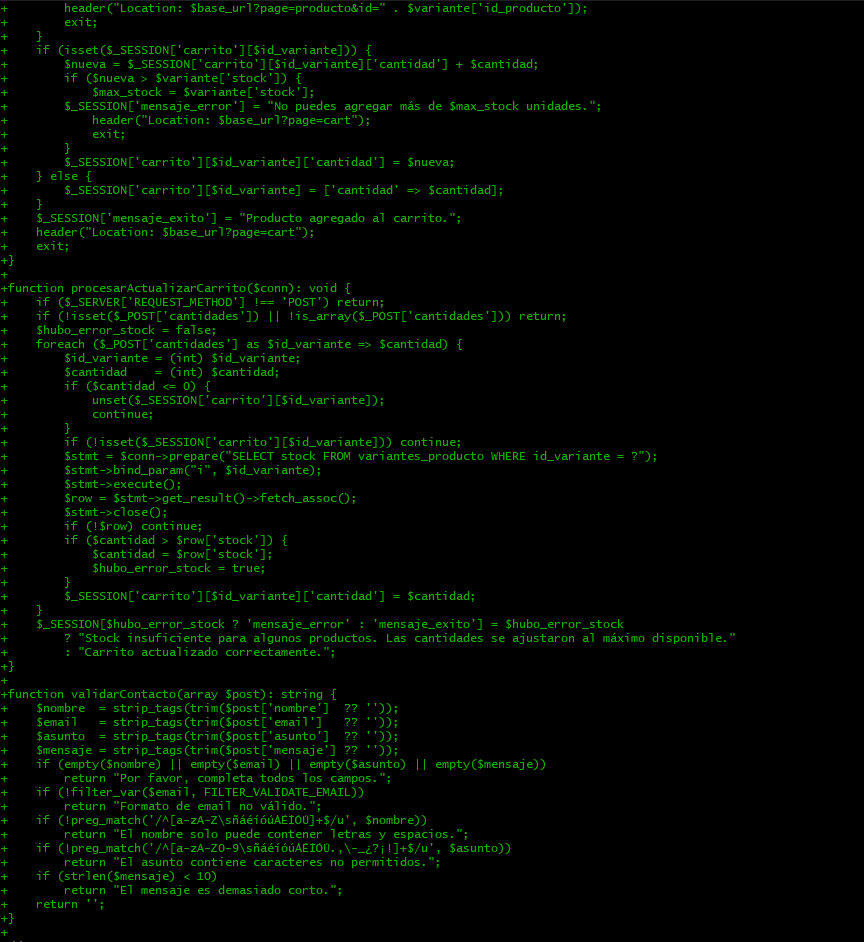 +        header("Location: $base_url?page=producto&id=" . $variante['id_producto']);
+            exit;
+    }
+    if (isset($_SESSION['carrito'][$id_variante])) {
+        $nueva = $_SESSION['carrito'][$id_variante]['cantidad'] + $cantidad;
+        if ($nueva > $variante['stock']) {
+            $max_stock = $variante['stock'];
+        $_SESSION['mensaje_error'] = "No puedes agregar más de $max_stock unidades.";
+            header("Location: $base_url?page=cart");
+            exit;
+        }
+        $_SESSION['carrito'][$id_variante]['cantidad'] = $nueva;
+    } else {
+        $_SESSION['carrito'][$id_variante] = ['cantidad' => $cantidad];
+    }
+    $_SESSION['mensaje_exito'] = "Producto agregado al carrito.";
+    header("Location: $base_url?page=cart");
+    exit;
+}
+
+function procesarActualizarCarrito($conn): void {
+    if ($_SERVER['REQUEST_METHOD'] !== 'POST') return;
+    if (!isset($_POST['cantidades']) || !is_array($_POST['cantidades'])) return;
+    $hubo_error_stock = false;
+    foreach ($_POST['cantidades'] as $id_variante => $cantidad) {
+        $id_variante = (int) $id_variante;
+        $cantidad    = (int) $cantidad;
+        if ($cantidad <= 0) {
+            unset($_SESSION['carrito'][$id_variante]);
+            continue;
+        }
+        if (!isset($_SESSION['carrito'][$id_variante])) continue;
+        $stmt = $conn->prepare("SELECT stock FROM variantes_producto WHERE id_variante = ?");
+        $stmt->bind_param("i", $id_variante);
+        $stmt->execute();
+        $row = $stmt->get_result()->fetch_assoc();
+        $stmt->close();
+        if (!$row) continue;
+        if ($cantidad > $row['stock']) {
+            $cantidad = $row['stock'];
+            $hubo_error_stock = true;
+        }
+        $_SESSION['carrito'][$id_variante]['cantidad'] = $cantidad;
+    }
+    $_SESSION[$hubo_error_stock ? 'mensaje_error' : 'mensaje_exito'] = $hubo_error_stock
+        ? "Stock insuficiente para algunos productos. Las cantidades se ajustaron al máximo disponible."
+        : "Carrito actualizado correctamente.";
+}
+
+function validarContacto(array $post): string {
+    $nombre  = strip_tags(trim($post['nombre']  ?? ''));
+    $email   = strip_tags(trim($post['email']   ?? ''));
+    $asunto  = strip_tags(trim($post['asunto']  ?? ''));
+    $mensaje = strip_tags(trim($post['mensaje'] ?? ''));
+    if (empty($nombre) || empty($email) || empty($asunto) || empty($mensaje))
+        return "Por favor, completa todos los campos.";
+    if (!filter_var($email, FILTER_VALIDATE_EMAIL))
+        return "Formato de email no válido.";
+    if (!preg_match('/^[a-zA-Z\sñáéíóúÁÉÍÓÚ]+$/u', $nombre))
+        return "El nombre solo puede contener letras y espacios.";
+    if (!preg_match('/^[a-zA-Z0-9\sñáéíóúÁÉÍÓÚ.,\-_¿?¡!]+$/u', $asunto))
+        return "El asunto contiene caracteres no permitidos.";
+    if (strlen($mensaje) < 10)
+        return "El mensaje es demasiado corto.";
+    return '';
+}
+